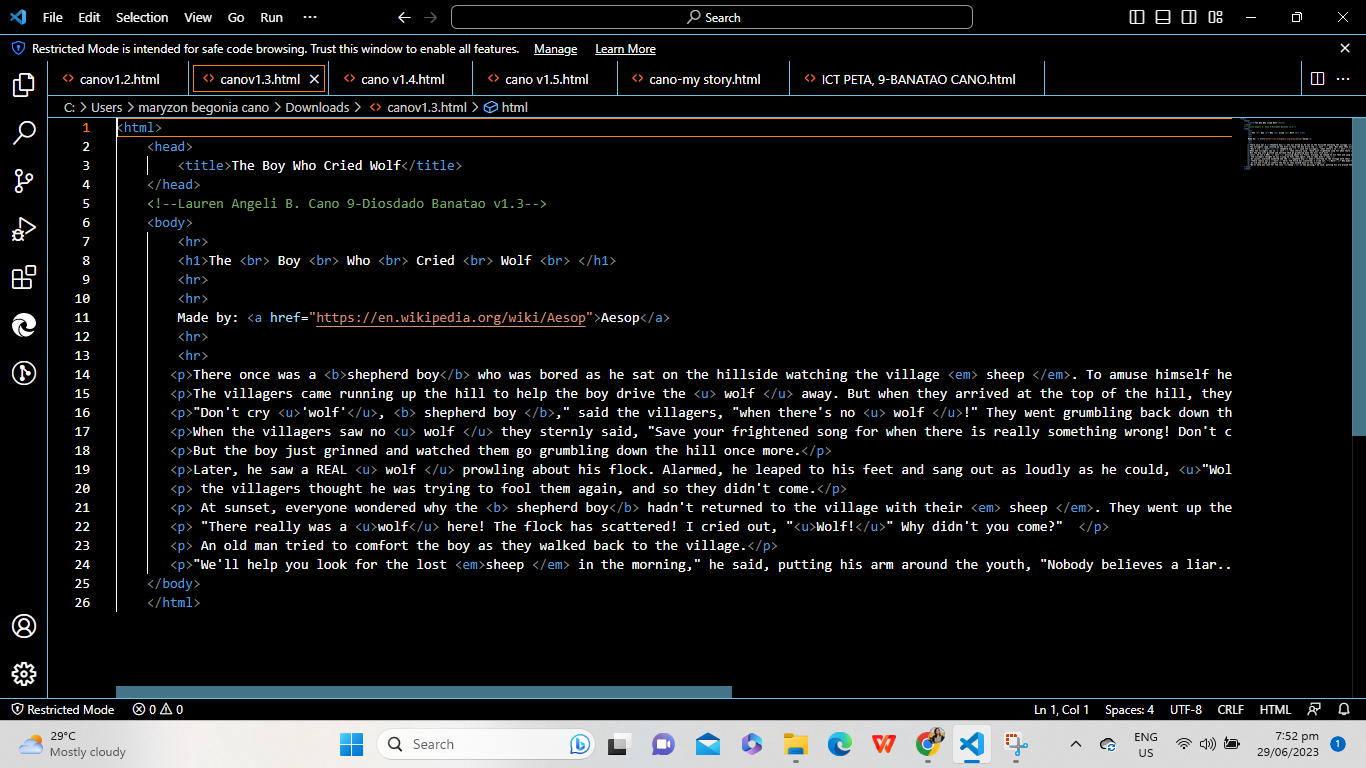 File Edit Selection View Go Run ··· Search
Restricted Mode is intended for safe code browsing. Trust this window to enable all features. Manage Learn More
canov1.2.html canov1.3.html cano v1.4.html cano v1.5.html cano-my story.html ICT PETA, 9-BANATAO CANO.html
C: > Users > maryzon begonia cano > Downloads > canov1.3.html > html
1 <html>
2 <head>
3 <title>The Boy Who Cried Wolf</title>
4 </head>
5 <!--Lauren Angeli B. Cano 9-Diosdado Banatao v1.3-->
6 <body>
7 <hr>
8 <h1>The <br> Boy <br> Who <br> Cried <br> Wolf <br> </h1>
9 <hr>
10 <hr>
11 Made by: <a href="https://en.wikipedia.org/wiki/Aesop">Aesop</a>
12 <hr>
13 <hr>
14 <p>There once was a <b>shepherd boy</b> who was bored as he sat on the hillside watching the village <em> sheep </em>. To amuse himself he
15 <p>The villagers came running up the hill to help the boy drive the <u> wolf </u> away. But when they arrived at the top of the hill, they
16 <p>"Don't cry <u>'wolf'</u>, <b> shepherd boy </b>," said the villagers, "when there's no <u> wolf </u>!" They went grumbling back down th
17 <p>When the villagers saw no <u> wolf </u> they sternly said, "Save your frightened song for when there is really something wrong! Don't c
18 <p>But the boy just grinned and watched them go grumbling down the hill once more.</p>
19 <p>Later, he saw a REAL <u> wolf </u> prowling about his flock. Alarmed, he leaped to his feet and sang out as loudly as he could, <u>"Wol
20 <p> the villagers thought he was trying to fool them again, and so they didn't come.</p>
21 <p> At sunset, everyone wondered why the <b> shepherd boy</b> hadn't returned to the village with their <em> sheep </em>. They went up the
22 <p> "There really was a <u>wolf</u> here! The flock has scattered! I cried out, "<u>Wolf!</u>" Why didn't you come?"  </p>
23 <p> An old man tried to comfort the boy as they walked back to the village.</p>
24 <p>"We'll help you look for the lost <em>sheep </em> in the morning," he said, putting his arm around the youth, "Nobody believes a liar..
25 </body>
26 </html>
Restricted Mode 0 0 Ln 1, Col 1 Spaces: 4 UTF-8 CRLF HTML
29°C
Mostly cloudy
Search
ENG
US
7:52 pm
29/06/2023
1